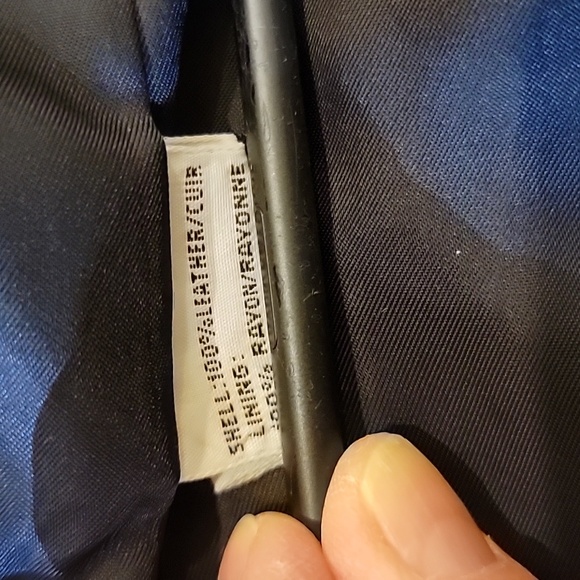 SHELL:100%LEATHER/CUIR
LINING:
100% RAYON/RAYONNE